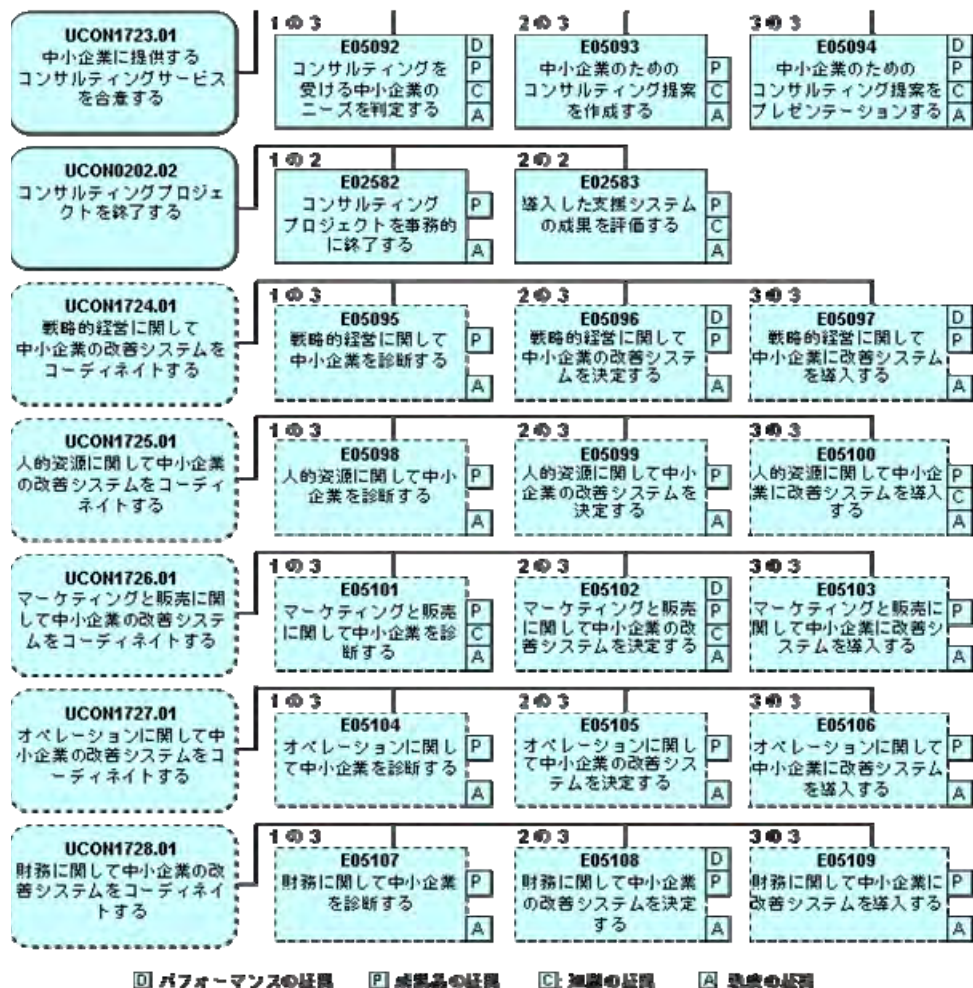 UCON1723.01
中小企業に提供する
コンサルティングサービス
を合意する
1の3
E05092
コンサルティングを
受ける中小企業の
ニーズを判定する
D
P
C
A
2の3
E05093
中小企業のための
コンサルティング提案
を作成する
P
C
A
3の3
E05094
中小企業のための
コンサルティング提案を
プレゼンテーションする
D
P
C
A
UCON0202.02
コンサルティングプロジェ
クトを終了する
1の2
E02582
コンサルティング
プロジェクトを事務的
に終了する
P
A
2の2
E02583
導入した支援システム
の成果を評価する
P
C
A
UCON1724.01
戦略的経営に関して
中小企業の改善システムを
コーディネイトする
1の3
E05095
戦略的経営に関して
中小企業を診断する
P
A
2の3
E05096
戦略的経営に関して
中小企業の改善システ
ムを決定する
D
P
A
3の3
E05097
戦略的経営に関して
中小企業に改善システム
を導入する
D
P
A
UCON1725.01
人的資源に関して中小企業
の改善システムをコーディ
ネイトする
1の3
E05098
人的資源に関して中小
企業を診断する
P
A
2の3
E05099
人的資源に関して中小
企業の改善システムを
決定する
P
A
3の3
E05100
人的資源に関して中小企
業に改善システムを導入
する
P
C
A
UCON1726.01
マーケティングと販売に関
して中小企業の改善システ
ムをコーディネイトする
1の3
E05101
マーケティングと販売
に関して中小企業を診
断する
P
C
A
2の3
E05102
マーケティングと販売
に関して中小企業の改
善システムを決定する
D
P
C
A
3の3
E05103
マーケティングと販売に
関して中小企業に改善シ
ステムを導入する
P
A
UCON1727.01
オペレーションに関して中
小企業の改善システムをコ
ーディネイトする
1の3
E05104
オペレーションに関し
て中小企業を診断する
P
A
2の3
E05105
オペレーションに関し
て中小企業の改善シス
テムを決定する
P
A
3の3
E05106
オペレーションに関して
中小企業に改善システム
を導入する
P
A
UCON1728.01
財務に関して中小企業の改
善システムをコーディネイ
トする
1の3
E05107
財務に関して中小企業
を診断する
P
A
2の3
E05108
財務に関して中小企業
の改善システムを決定
する
D
P
A
3の3
E05109
財務に関して中小企業に
改善システムを導入する
P
A
D パフォーマンスの証拠
P 成果品の証拠
C: 知識の証拠
A 態度の証拠